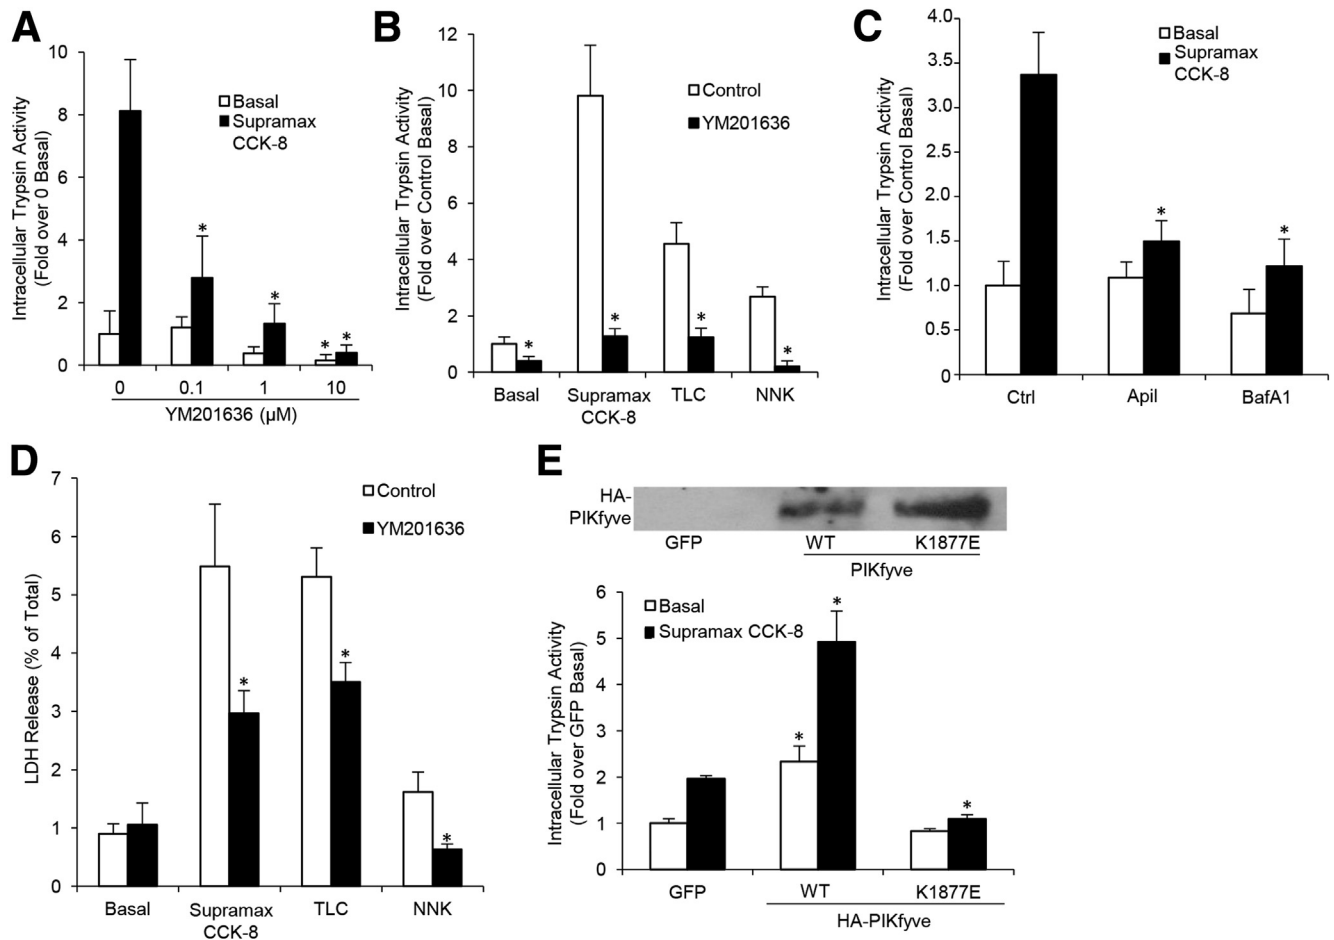 A
Intracellular Trypsin Activity
(Fold over 0 Basal)
10
8
6
4
2
0
Basal
Supramax
CCK-8
*
*
*
*
0
0.1
1
10
YM201636 (µM)
B
Intracellular Trypsin Activity
(Fold over Control Basal)
12
10
8
6
4
2
0
Control
YM201636
*
*
*
*
Basal
Supramax
CCK-8
TLC
NNK
C
Intracellular Trypsin Activity
(Fold over Control Basal)
4.0
3.5
3.0
2.5
2.0
1.5
1.0
0.5
0
Basal
Supramax
CCK-8
*
*
Ctrl
Apil
BafA1
D
LDH Release (% of Total)
7
6
5
4
3
2
1
0
Control
YM201636
*
*
*
Basal
Supramax
CCK-8
TLC
NNK
E
HA-
PIKfyve
GFP
WT
K1877E
PIKfyve
Intracellular Trypsin Activity
(Fold over GFP Basal)
6
5
4
3
2
1
0
Basal
Supramax CCK-8
*
*
*
GFP
WT
K1877E
HA-PIKfyve